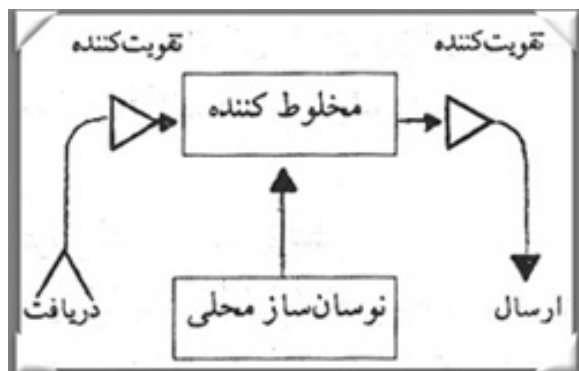 تقویت‌کننده
تقویت‌کننده
مخلوط کننده
ارسال
نوسان‌ساز محلی
دریافت